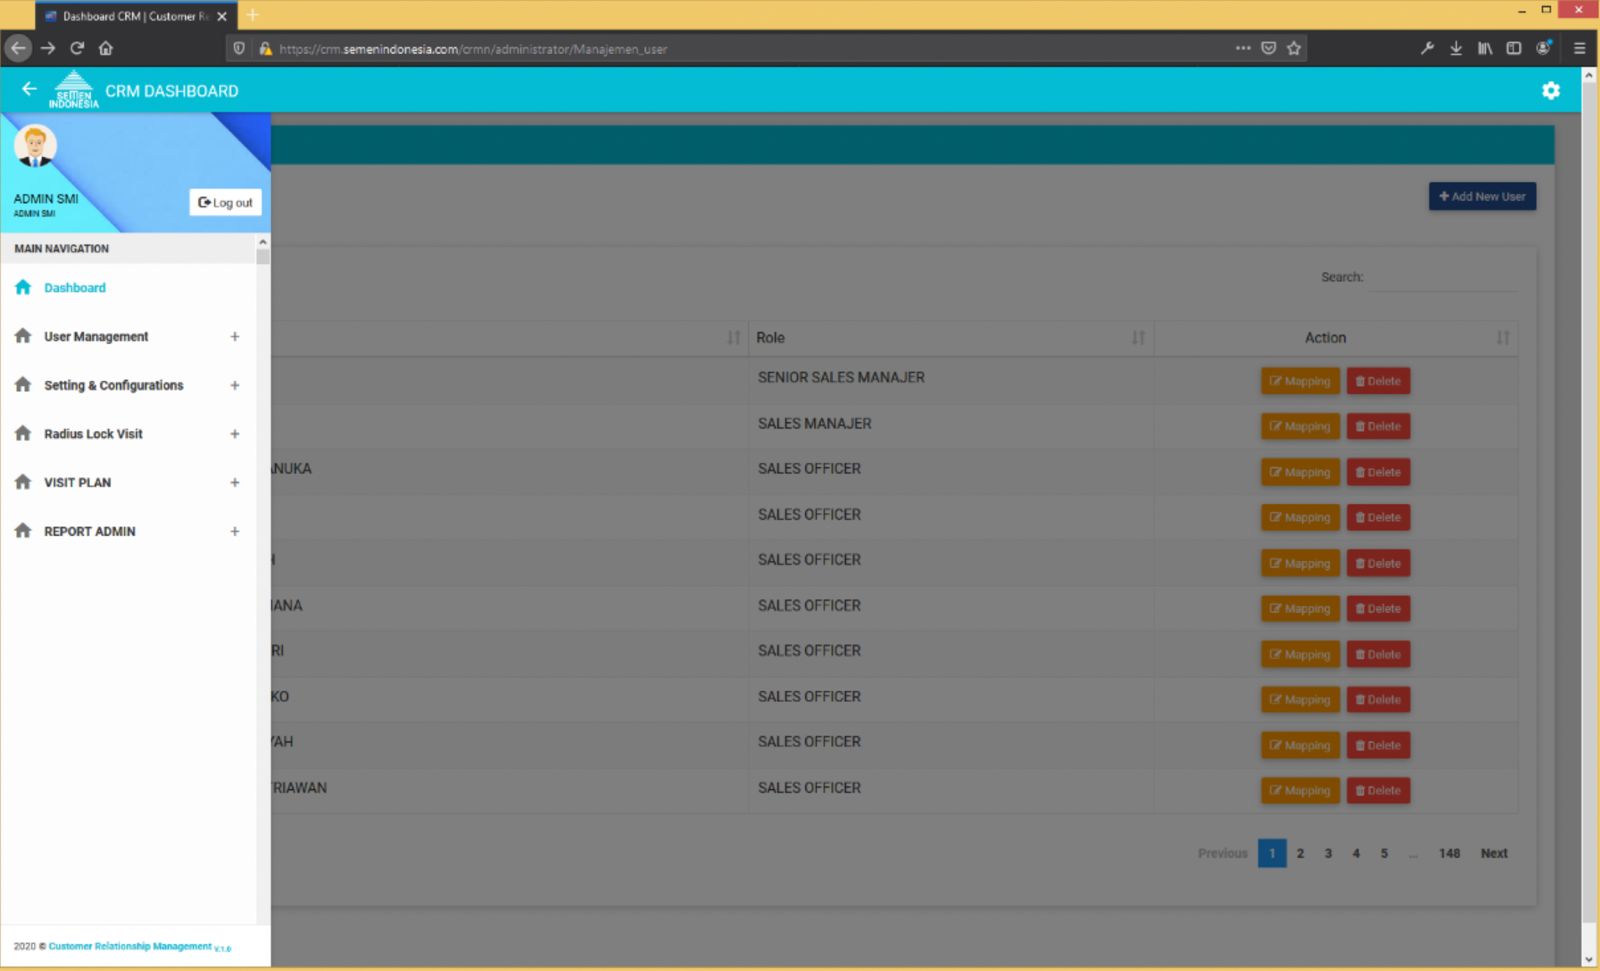 Dashboard CRM | Customer Re
https://crm.semenindonesia.com/crmn/administrator/Manajemen_user
SEMEN
INDONESIA
CRM DASHBOARD
ADMIN SMI
ADMIN SMI
Log out
MAIN NAVIGATION
Dashboard
User Management +
Setting & Configurations +
Radius Lock Visit +
VISIT PLAN +
REPORT ADMIN +
2020 © Customer Relationship Management V.1.0
+ Add New User
Search:
Role Action
SENIOR SALES MANAJER Mapping Delete
SALES MANAJER Mapping Delete
ANUKA SALES OFFICER Mapping Delete
SALES OFFICER Mapping Delete
H SALES OFFICER Mapping Delete
IANA SALES OFFICER Mapping Delete
RI SALES OFFICER Mapping Delete
KO SALES OFFICER Mapping Delete
YAH SALES OFFICER Mapping Delete
TRIAWAN SALES OFFICER Mapping Delete
Previous 1 2 3 4 5 ... 148 Next